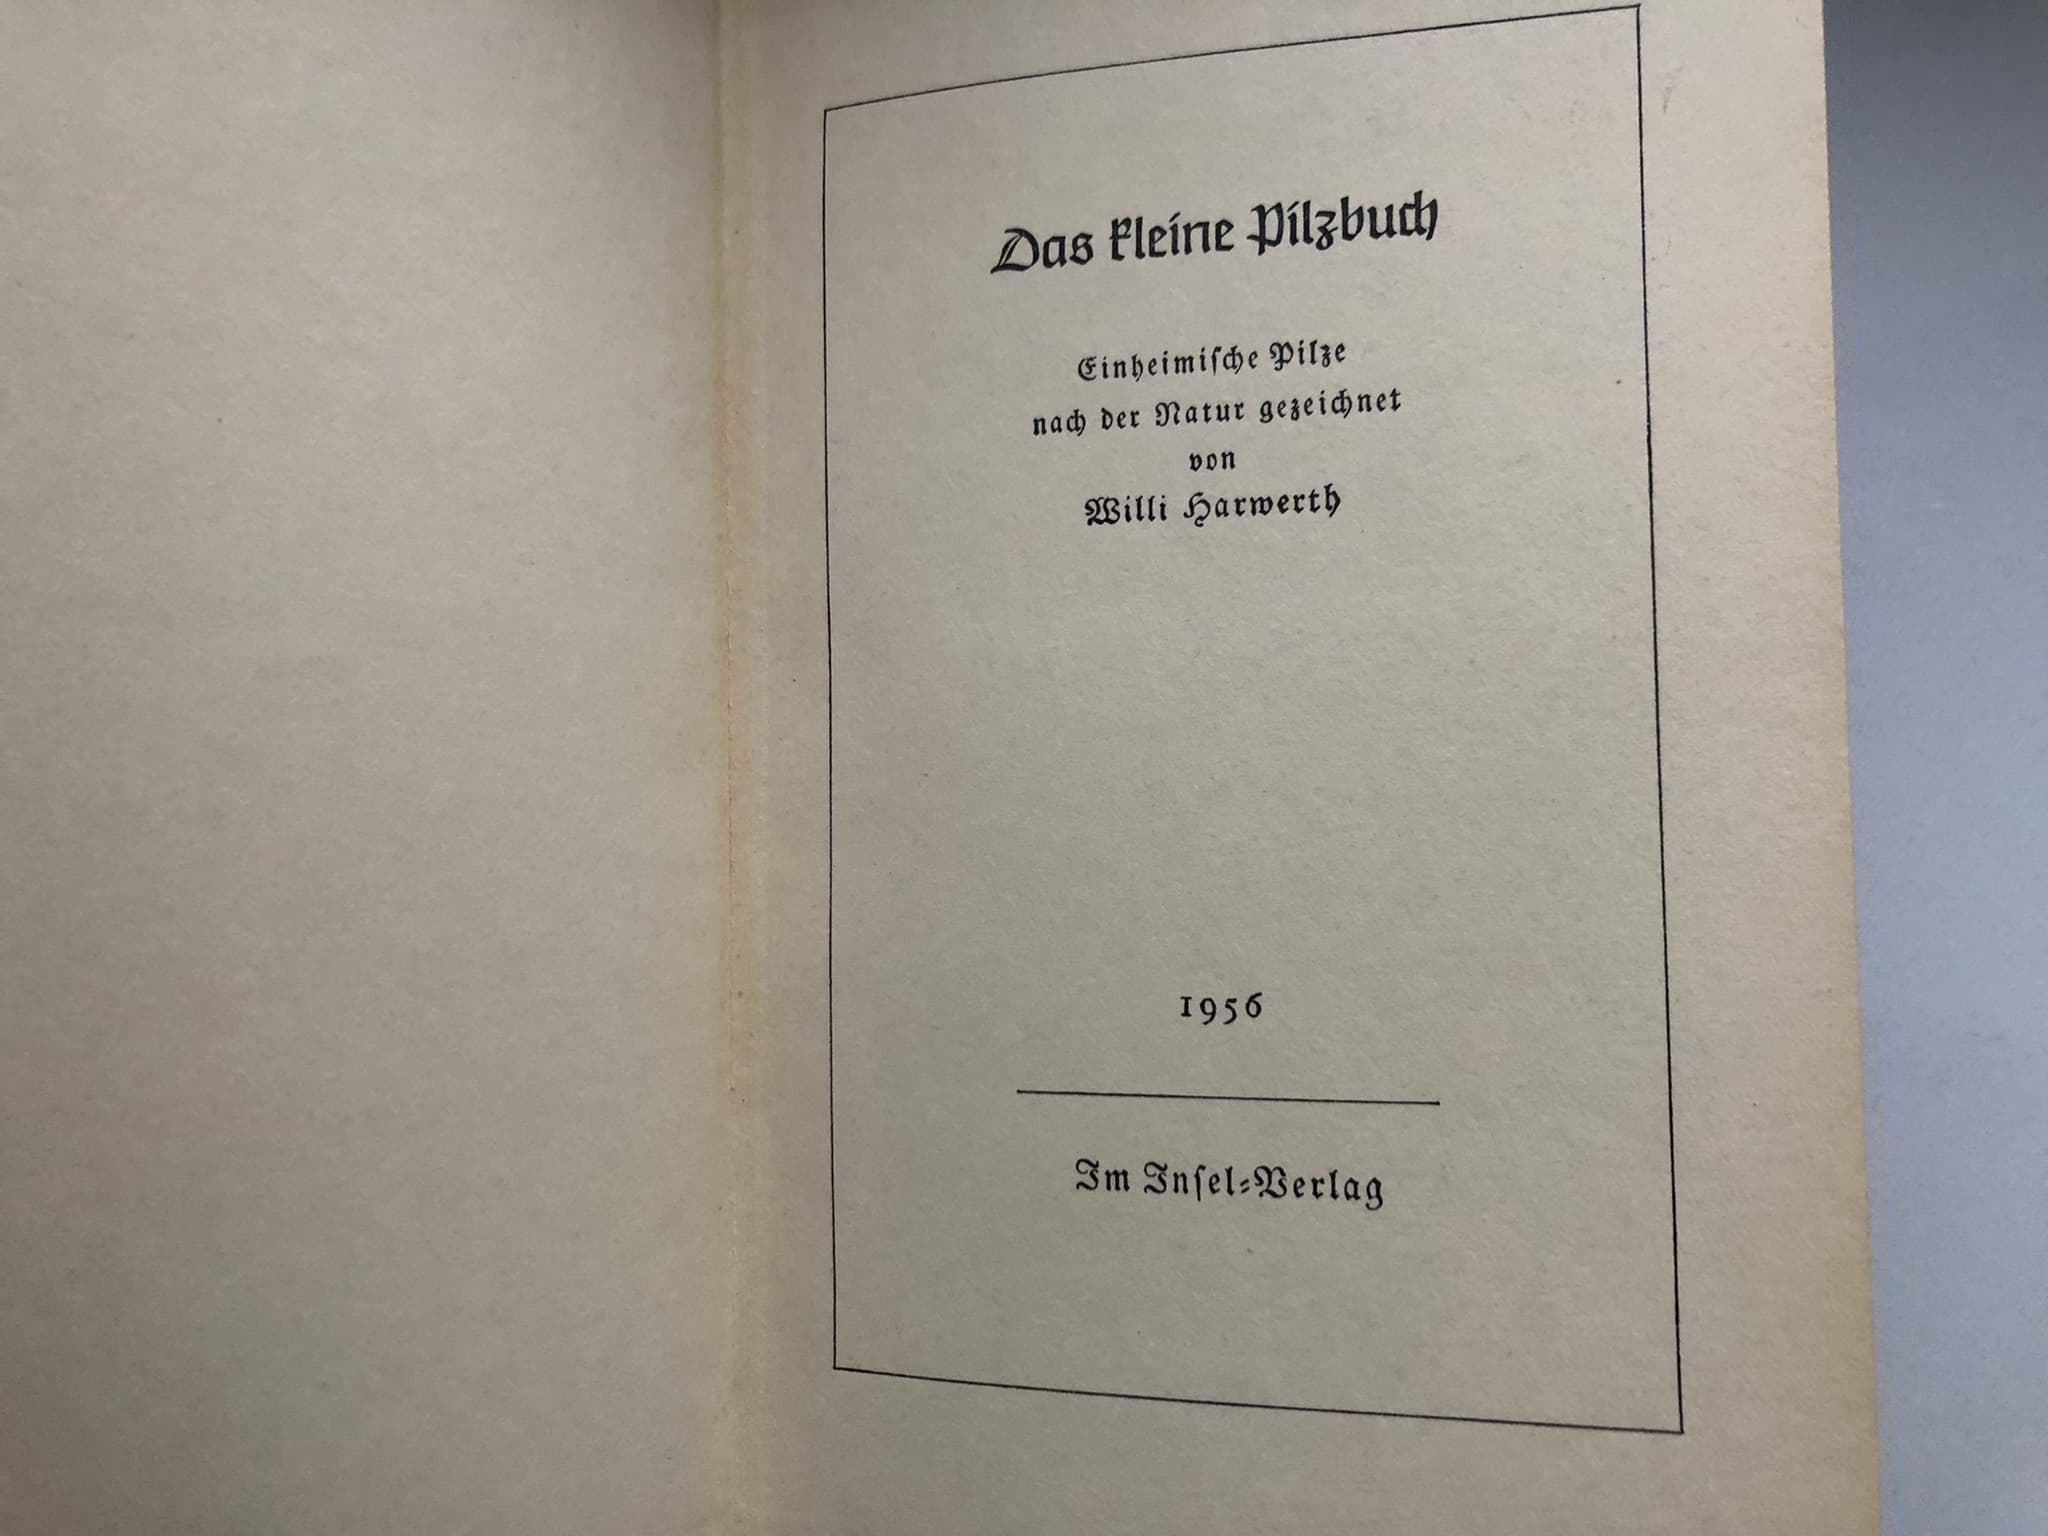 Das kleine Pilzbuch
Einheimiſche Pilze
nach der Natur gezeichnet
von
Willi Harwerth
1956
Im Inſel-Verlag